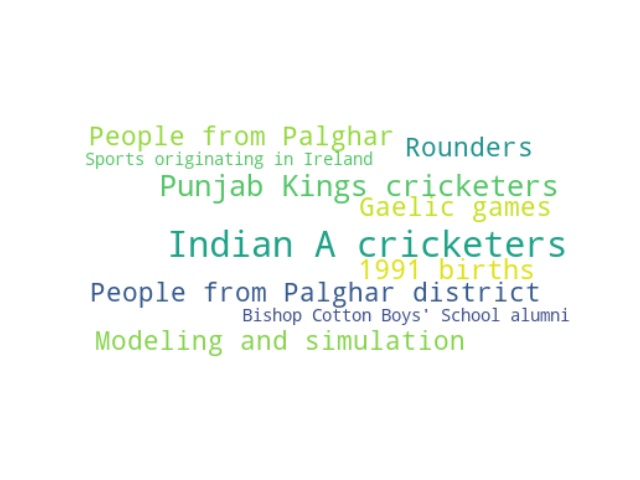 People from Palghar
Rounders
Sports originating in Ireland
Punjab Kings cricketers
Gaelic games
Indian A cricketers
1991 births
People from Palghar district
Bishop Cotton Boys' School alumni
Modeling and simulation